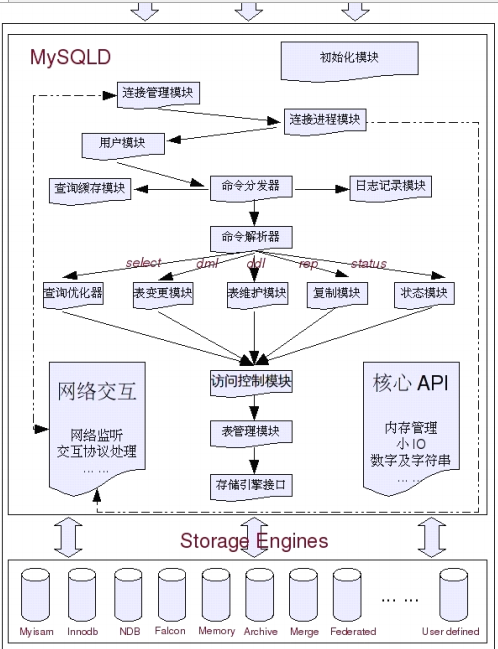 MySQLD
初始化模块
连接管理模块
连接进程模块
用户模块
查询缓存模块
命令分发器
日志记录模块
命令解析器
select
dml
ddl
rep
status
查询优化器
表变更模块
表维护模块
复制模块
状态模块
访问控制模块
表管理模块
存储引擎接口
网络交互
网络监听
交互协议处理
... ...
核心 API
内存管理
小 IO
数字及字符串
... ...
Storage Engines
Myisam
Innodb
NDB
Falcon
Memory
Archive
Merge
Federated
... ...
User defined